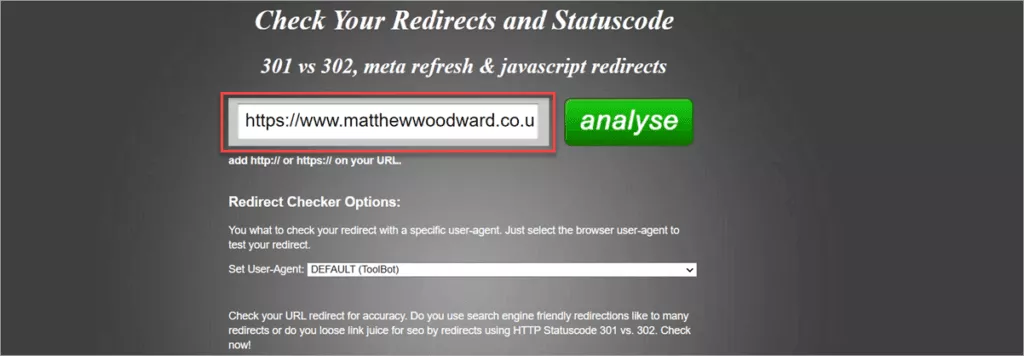 Check Your Redirects and Statuscode
301 vs 302, meta refresh & javascript redirects
https://www.matthewwoodward.co.u
analyse
add http:// or https:// on your URL.
Redirect Checker Options:
You what to check your redirect with a specific user-agent. Just select the browser user-agent to
test your redirect.
Set User-Agent: DEFAULT (ToolBot)
Check your URL redirect for accuracy. Do you use search engine friendly redirections like to many
redirects or do you loose link juice for seo by redirects using HTTP Statuscode 301 vs. 302. Check
now!